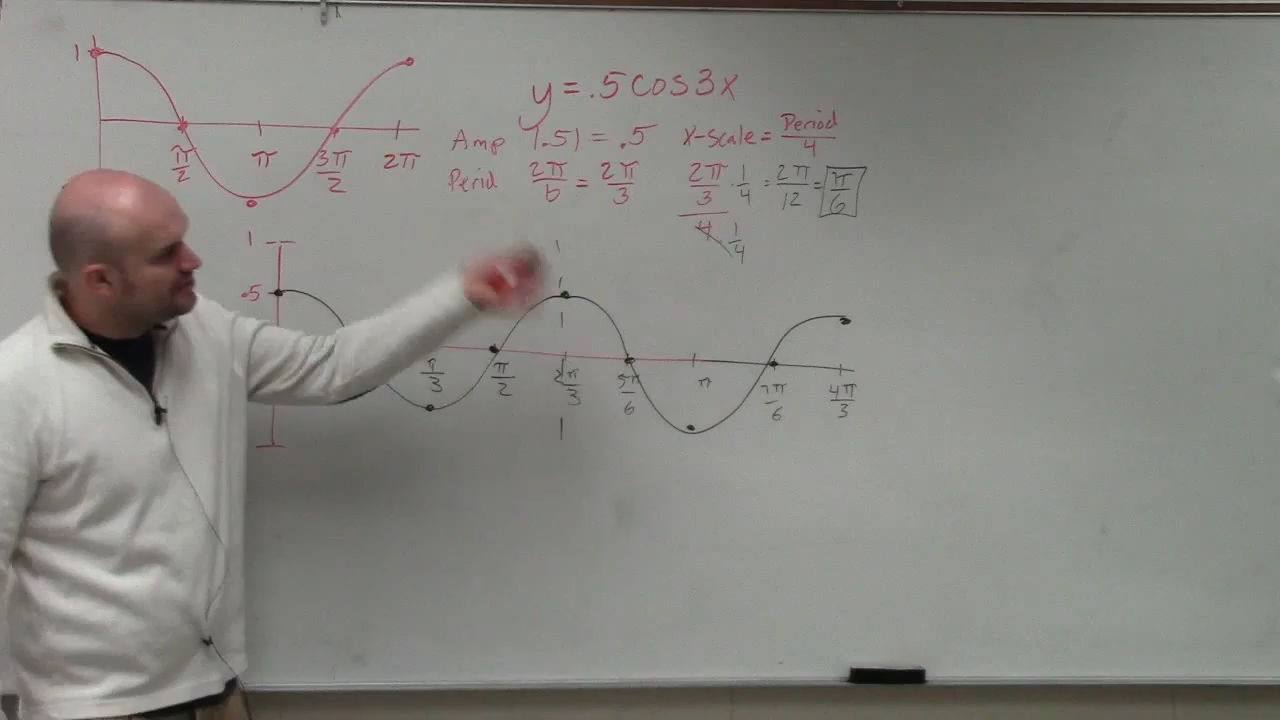 1
π/2 π 3π/2 2π
y = .5 cos 3x
Amp |.5| = .5
Perid 2π/b = 2π/3
x-scale = Period/4
2π/3 · 1/4 = 2π/12 = π/6
4 1/4
1
.5
π/3 π/2 2π/3 5π/6 π 7π/6 4π/3